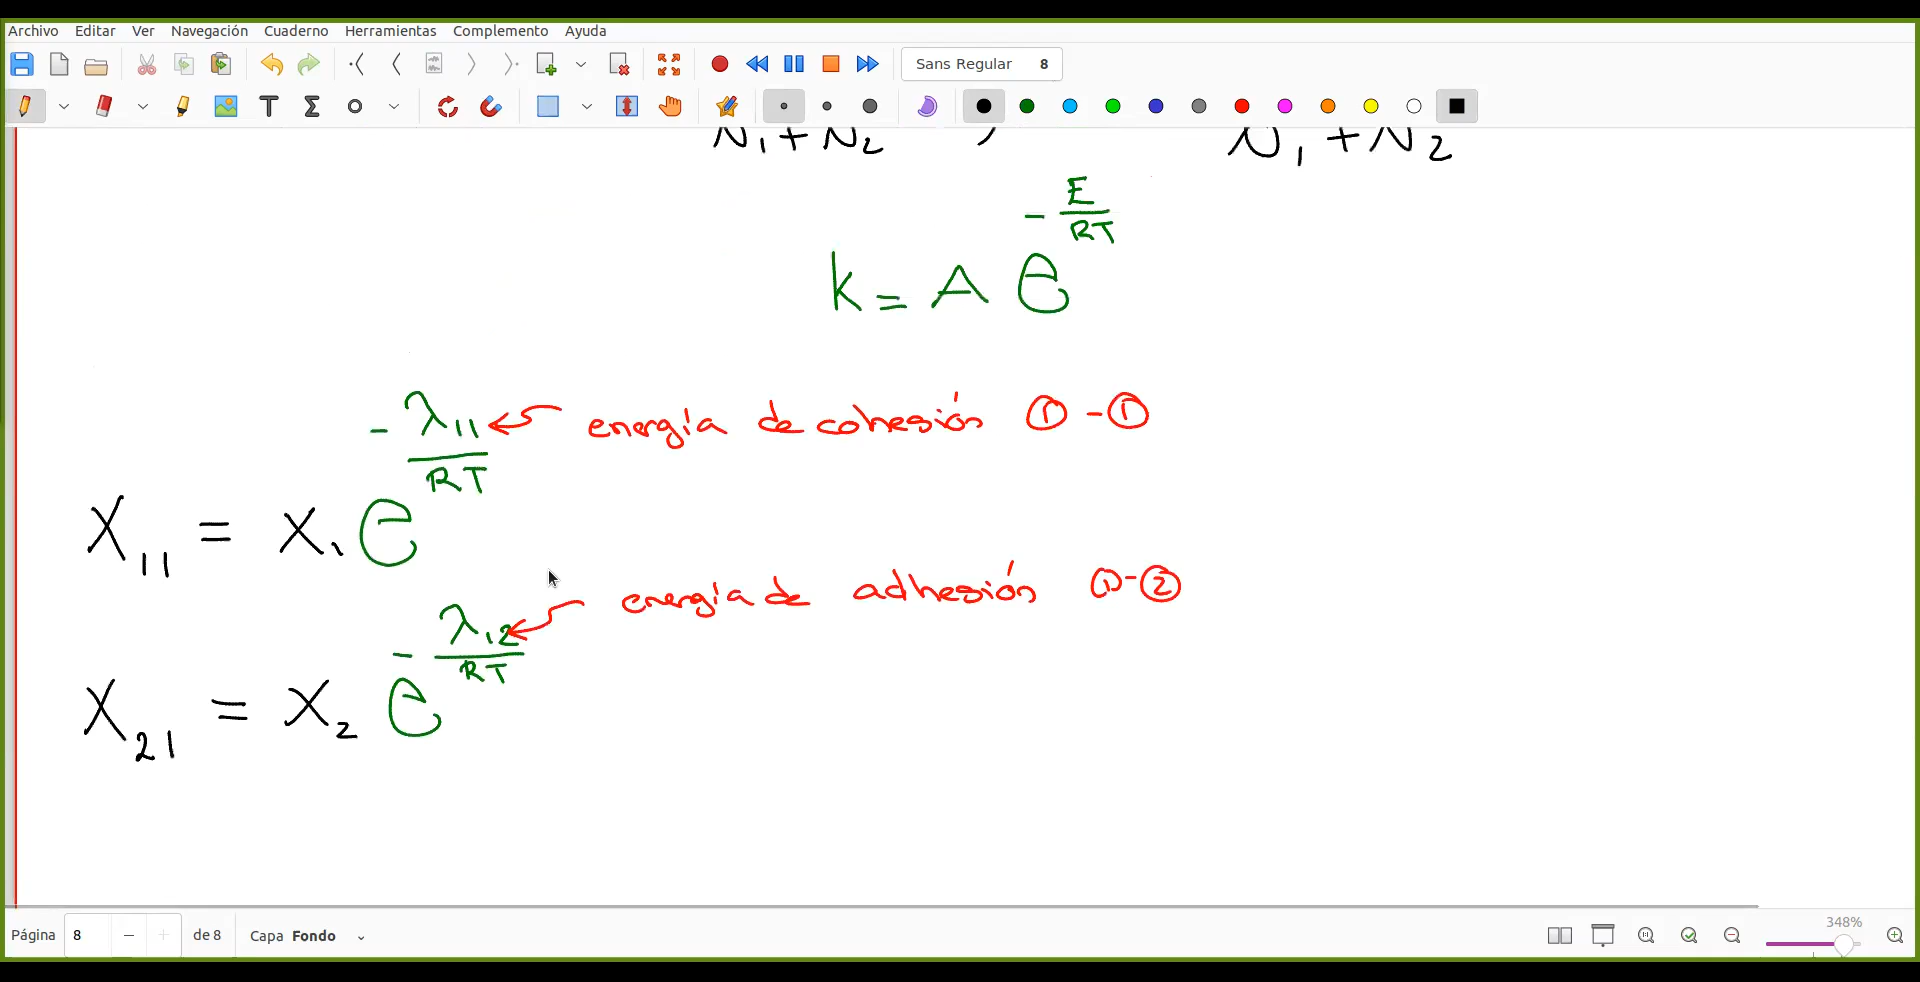 Archivo Editar Ver Navegación Cuaderno Herramientas Complemento Ayuda
Sans Regular 8
N₁+N₂ , N₁+N₂
k = A e^(-E/RT)
X₁₁ = X₁ e^(-λ₁₁/RT) energía de cohesión ①-①
X₂₁ = X₂ e^(-λ₁₂/RT) energía de adhesión ①-②
Página 8 de 8 Capa Fondo 348%